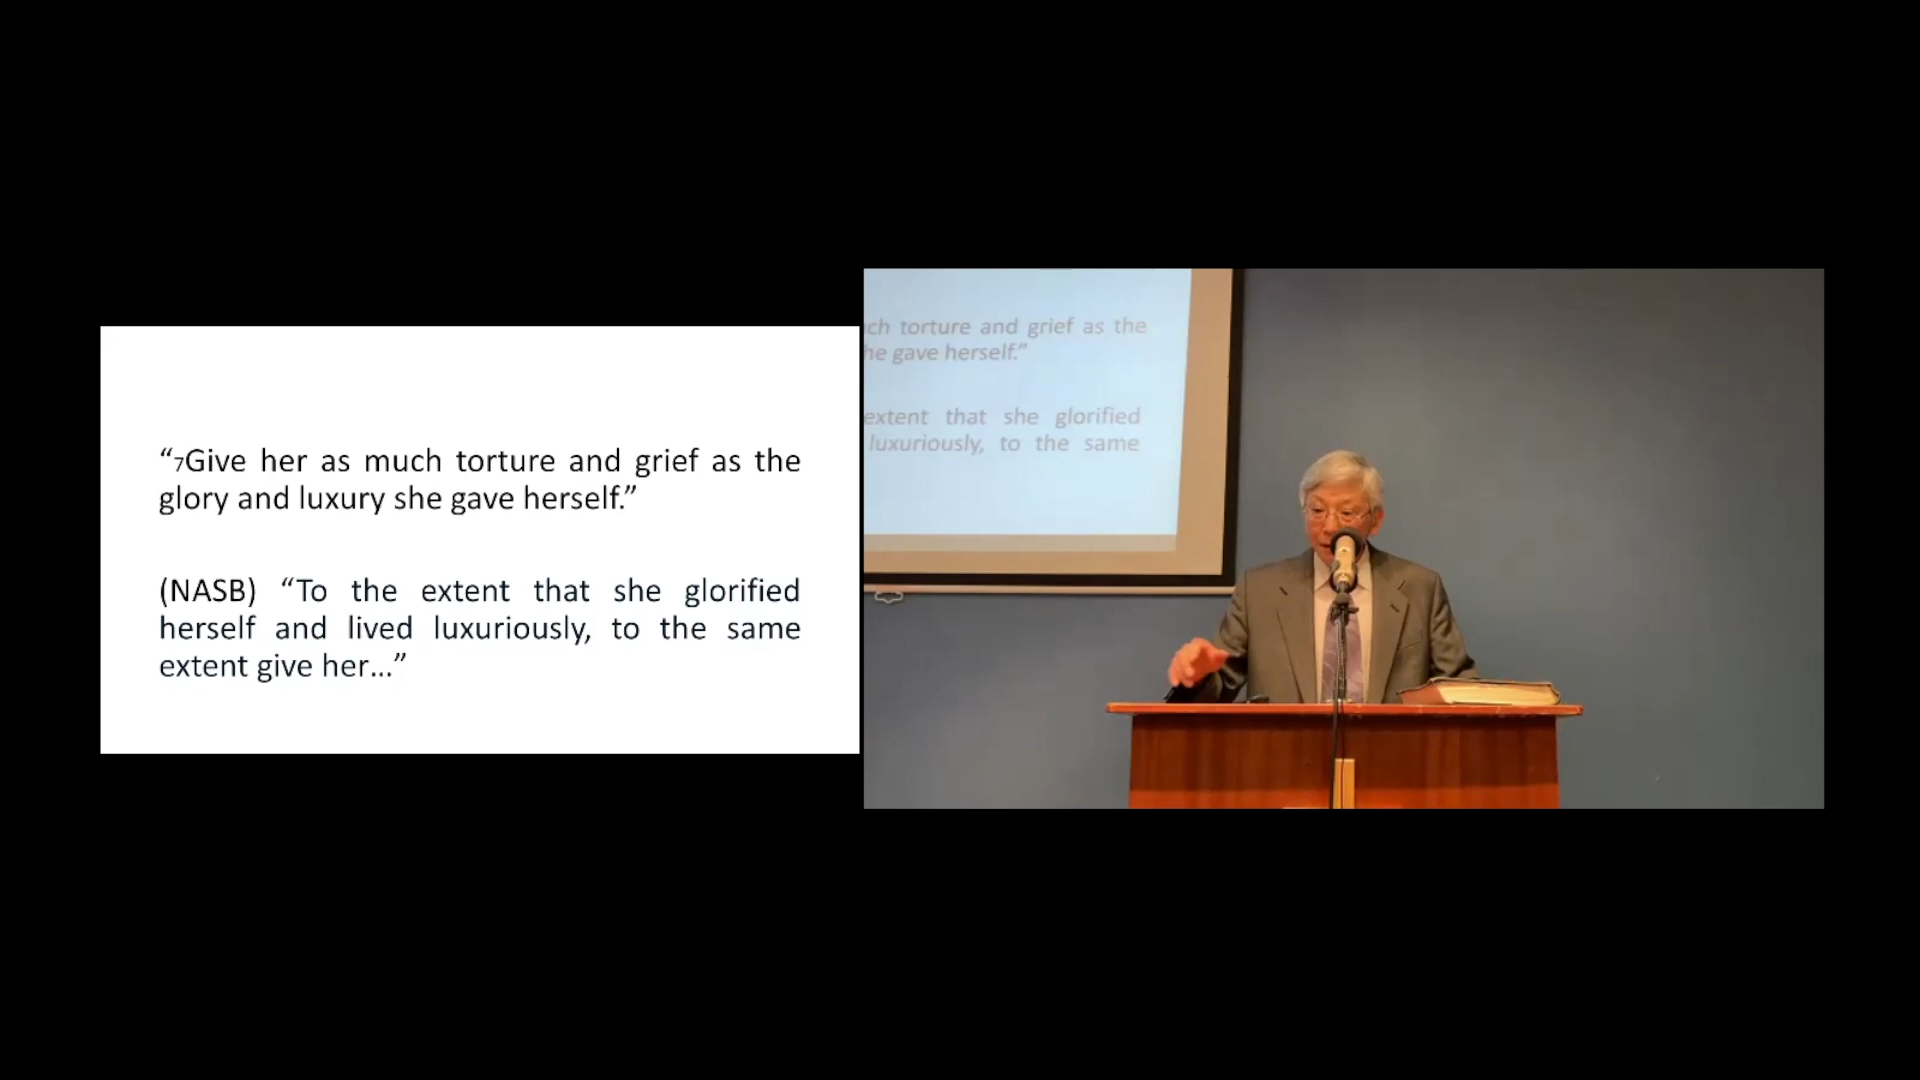 “7Give her as much torture and grief as the
glory and luxury she gave herself.”
(NASB) “To the extent that she glorified
herself and lived luxuriously, to the same
extent give her...”
ch torture and grief as the
he gave herself.”
extent that she glorified
luxuriously, to the same